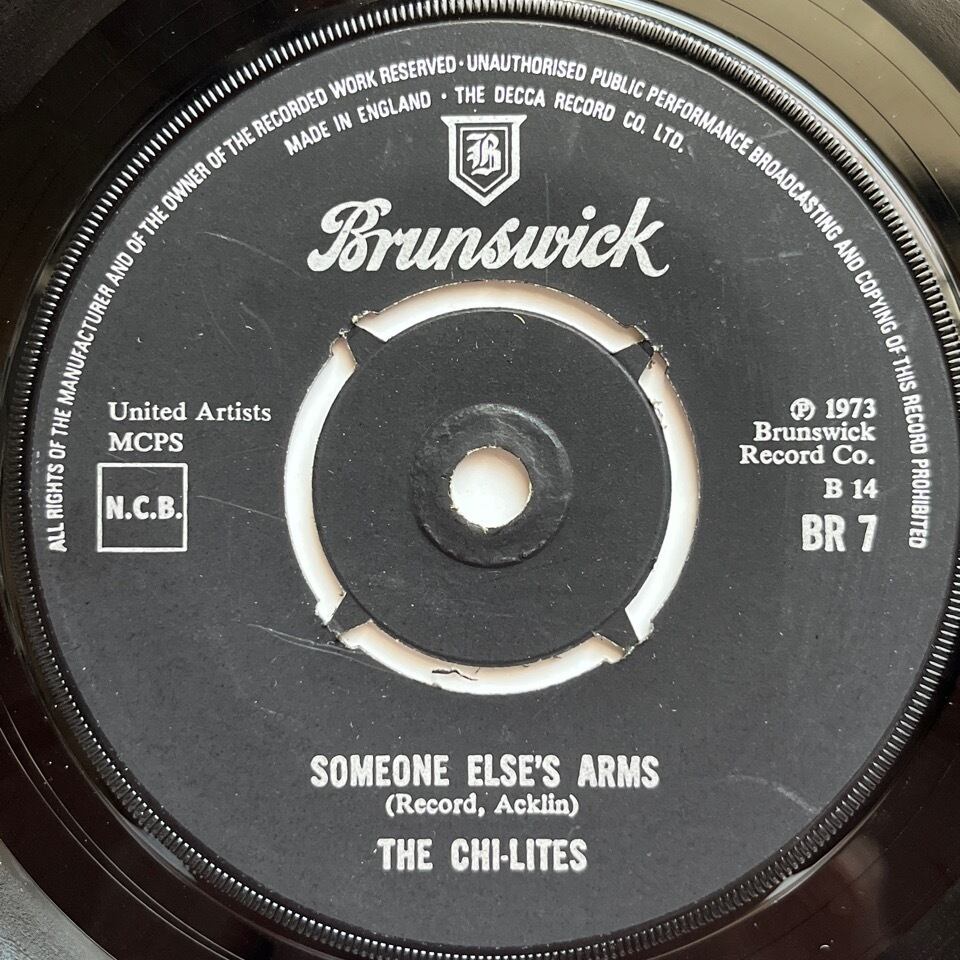 ALL RIGHTS OF THE MANUFACTURER AND OF THE OWNER OF THE RECORDED WORK RESERVED · UNAUTHORISED PUBLIC PERFORMANCE BROADCASTING AND COPYING OF THIS RECORD PROHIBITED
MADE IN ENGLAND · THE DECCA RECORD CO. LTD.
B
Brunswick
United Artists
MCPS
N.C.B.
℗ 1973
Brunswick
Record Co.
B 14
BR 7
SOMEONE ELSE'S ARMS
(Record, Acklin)
THE CHI-LITES